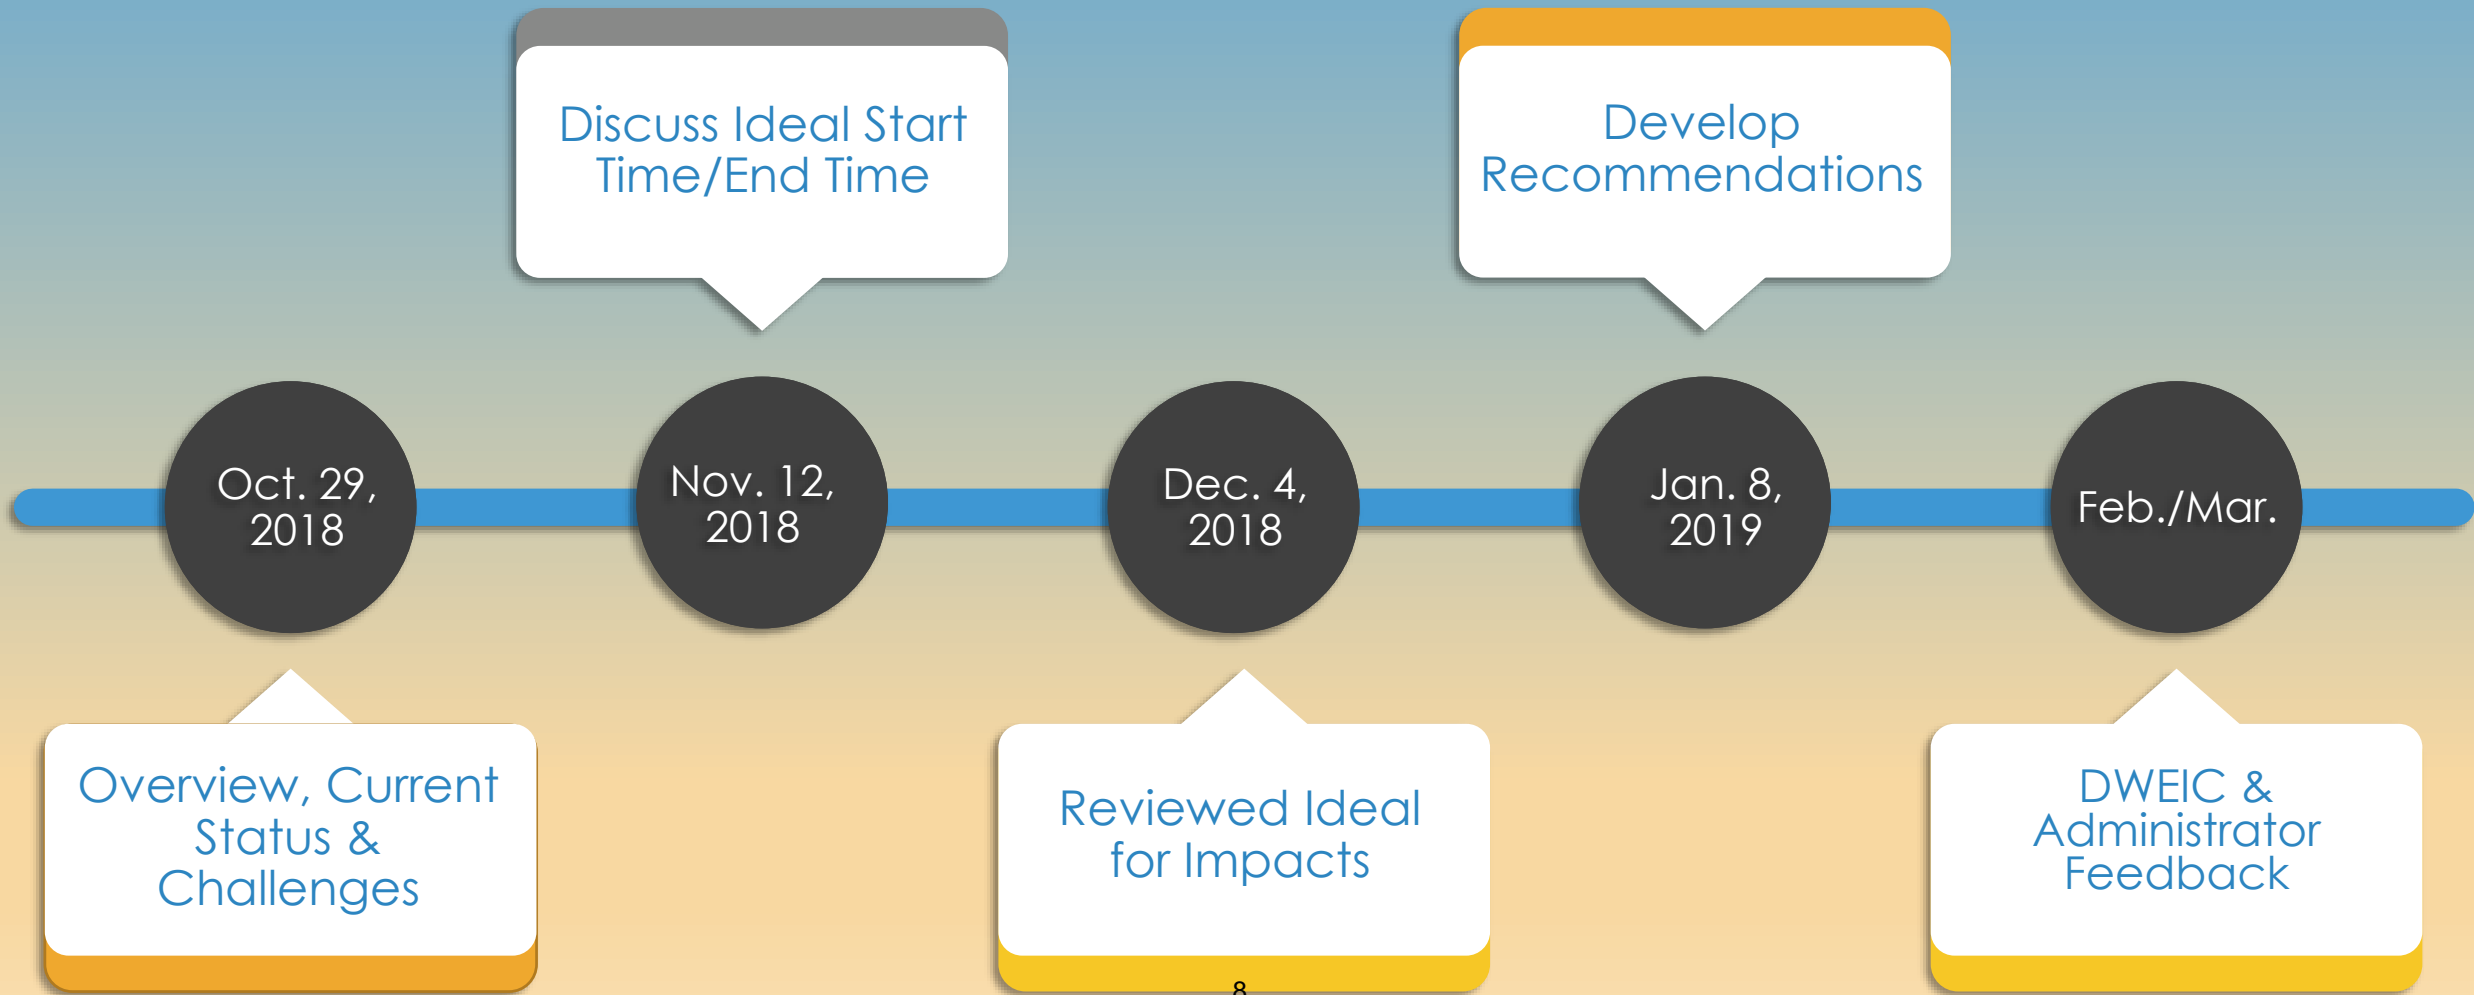 Discuss Ideal Start
Time/End Time
Develop
Recommendations
Oct. 29,
2018
Nov. 12,
2018
Dec. 4,
2018
Jan. 8,
2019
Feb./Mar.
Overview, Current
Status &
Challenges
Reviewed Ideal
for Impacts
DWEIC &
Administrator
Feedback
8